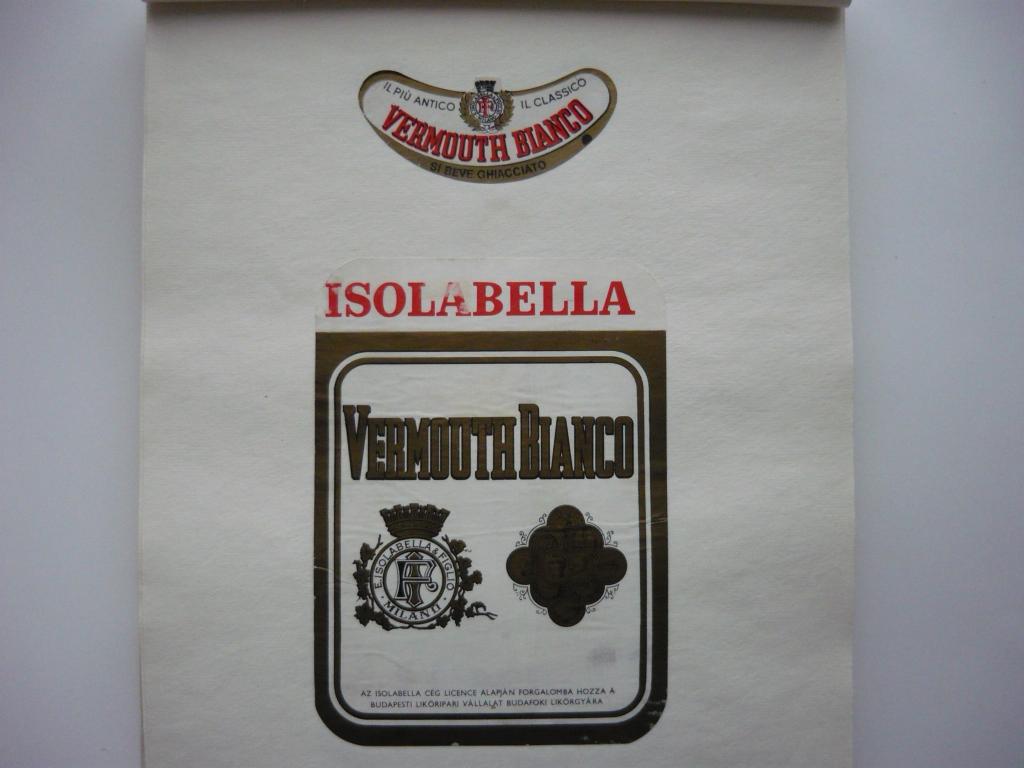 IL PIÙ ANTICO IL CLASSICO
VERMOUTH BIANCO
SI BEVE GHIACCIATO
ISOLABELLA
VERMOUTH BIANCO
E. ISOLABELLA & FIGLIO
MILANO
AZ ISOLABELLA CÉG LICENCE ALAPJÁN FORGALOMBA HOZZA A
BUDAPESTI LIKŐRIPARI VÁLLALAT BUDAFOKI LIKŐRGYÁRA